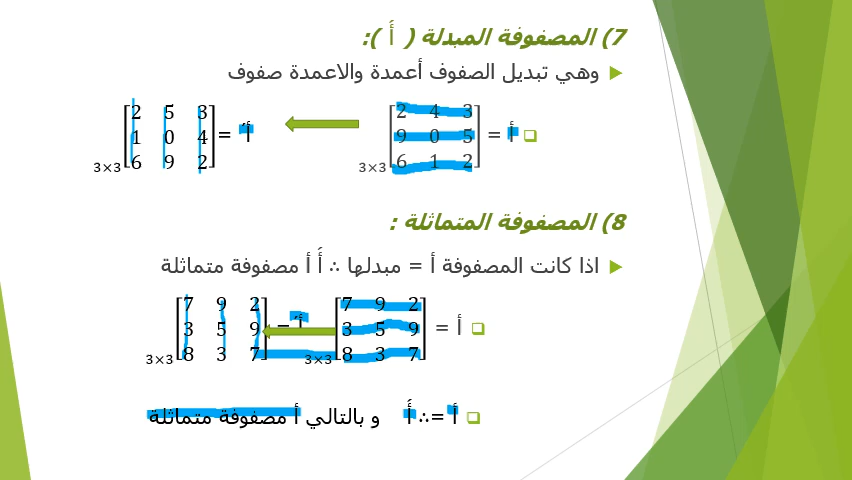 7) المصفوفة المبدلة ( أَ ):
وهي تبديل الصفوف أعمدة والاعمدة صفوف
أ = [2 4 3
9 0 5
6 1 2] 3×3
أَ = [2 5 3
1 0 4
6 9 2] 3×3
8) المصفوفة المتماثلة :
اذا كانت المصفوفة أ = مبدلها ∴ أَ أ مصفوفة متماثلة
أ = [7 9 2
3 5 9
8 3 7] 3×3
أَ = [7 9 2
3 5 9
8 3 7] 3×3
أ =∴ أَ و بالتالي أ مصفوفة متماثلة